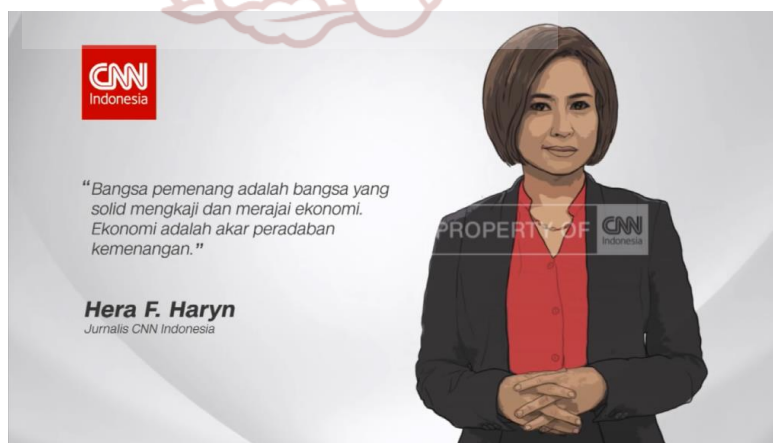 CNN
Indonesia
“Bangsa pemenang adalah bangsa yang
solid mengkaji dan merajai ekonomi.
Ekonomi adalah akar peradaban
kemenangan.”
Hera F. Haryn
Jurnalis CNN Indonesia
PROPERTY OF CNN
Indonesia